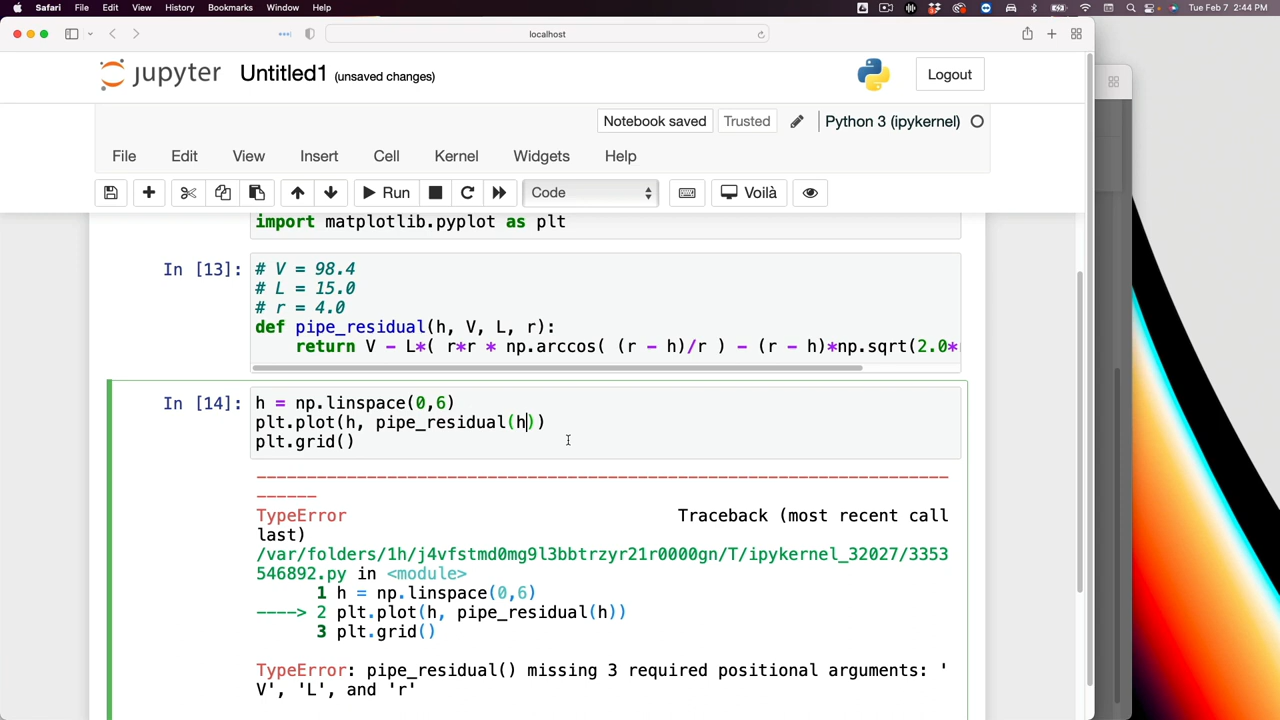 Safari File Edit View History Bookmarks Window Help Tue Feb 7 2:44 PM
localhost
jupyter Untitled1 (unsaved changes) Logout
Notebook saved Trusted Python 3 (ipykernel)
File Edit View Insert Cell Kernel Widgets Help
Run Code Voilà
import matplotlib.pyplot as plt
In [13]: # V = 98.4
# L = 15.0
# r = 4.0
def pipe_residual(h, V, L, r):
return V - L*( r*r * np.arccos( (r - h)/r ) - (r - h)*np.sqrt(2.0*
In [14]: h = np.linspace(0,6)
plt.plot(h, pipe_residual(h))
plt.grid()
---------------------------------------------------------------------
------
TypeError Traceback (most recent call
last)
/var/folders/1h/j4vfstmd0mg9l3bbtrzyr21r0000gn/T/ipykernel_32027/3353
546892.py in <module>
1 h = np.linspace(0,6)
----> 2 plt.plot(h, pipe_residual(h))
3 plt.grid()
TypeError: pipe_residual() missing 3 required positional arguments: '
V', 'L', and 'r'